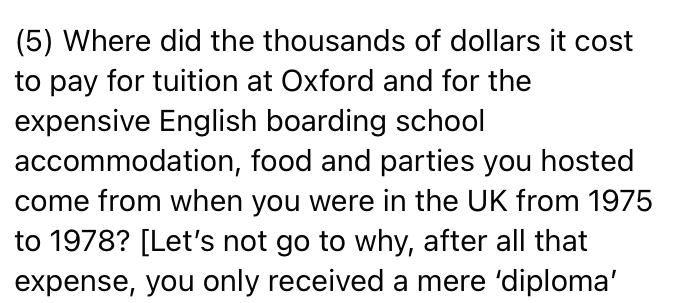 (5) Where did the thousands of dollars it cost
to pay for tuition at Oxford and for the
expensive English boarding school
accommodation, food and parties you hosted
come from when you were in the UK from 1975
to 1978? [Let’s not go to why, after all that
expense, you only received a mere ‘diploma’